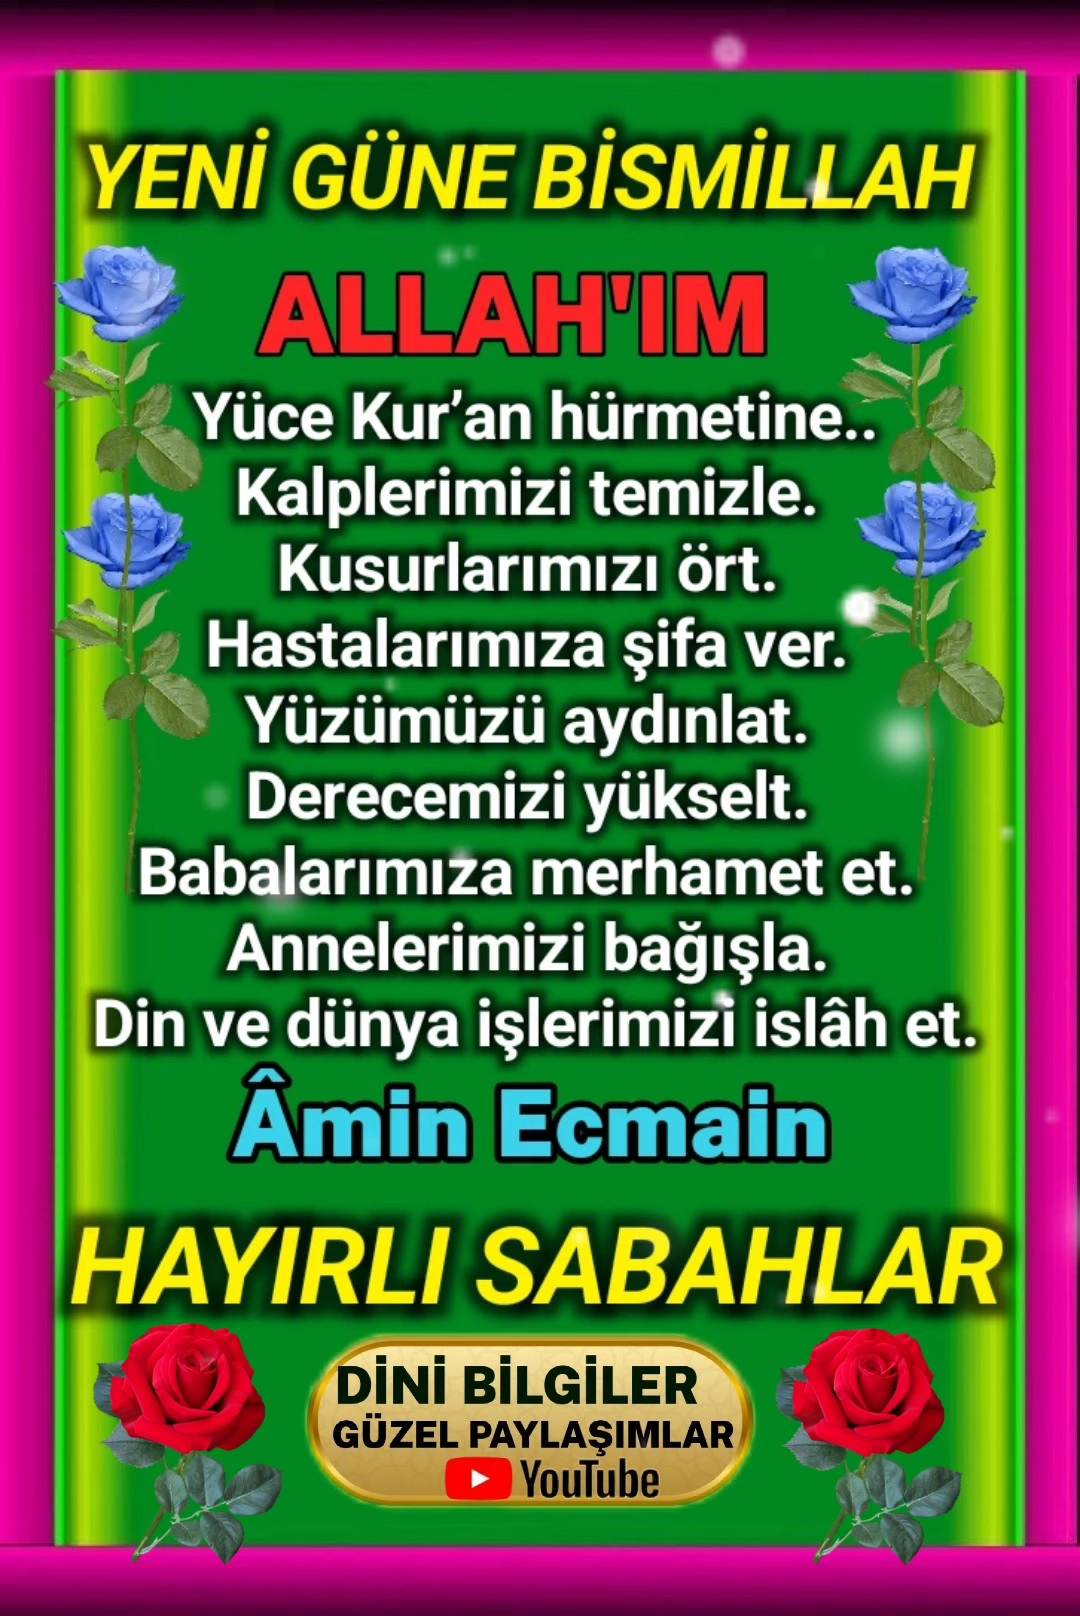 YENİ GÜNE BİSMİLLAH
ALLAH'IM
Yüce Kur’an hürmetine..
Kalplerimizi temizle.
Kusurlarımızı ört.
Hastalarımıza şifa ver.
Yüzümüzü aydınlat.
Derecemizi yükselt.
Babalarımıza merhamet et.
Annelerimizi bağışla.
Din ve dünya işlerimizi islâh et.
Âmin Ecmain
HAYIRLI SABAHLAR
DİNİ BİLGİLER
GÜZEL PAYLAŞIMLAR
YouTube